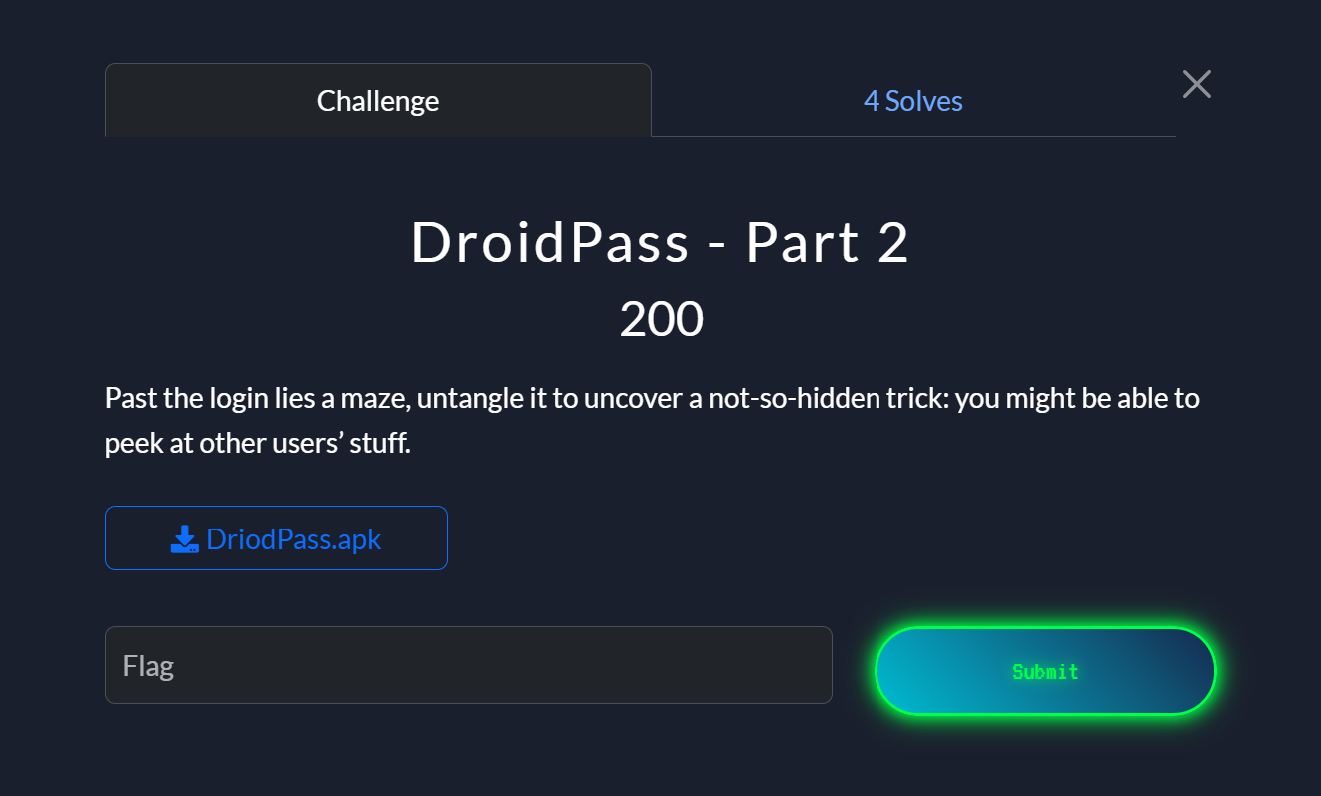 Challenge
4 Solves
DroidPass - Part 2
200
Past the login lies a maze, untangle it to uncover a not-so-hidden trick: you might be able to
peek at other users’ stuff.
DriodPass.apk
Flag
Submit